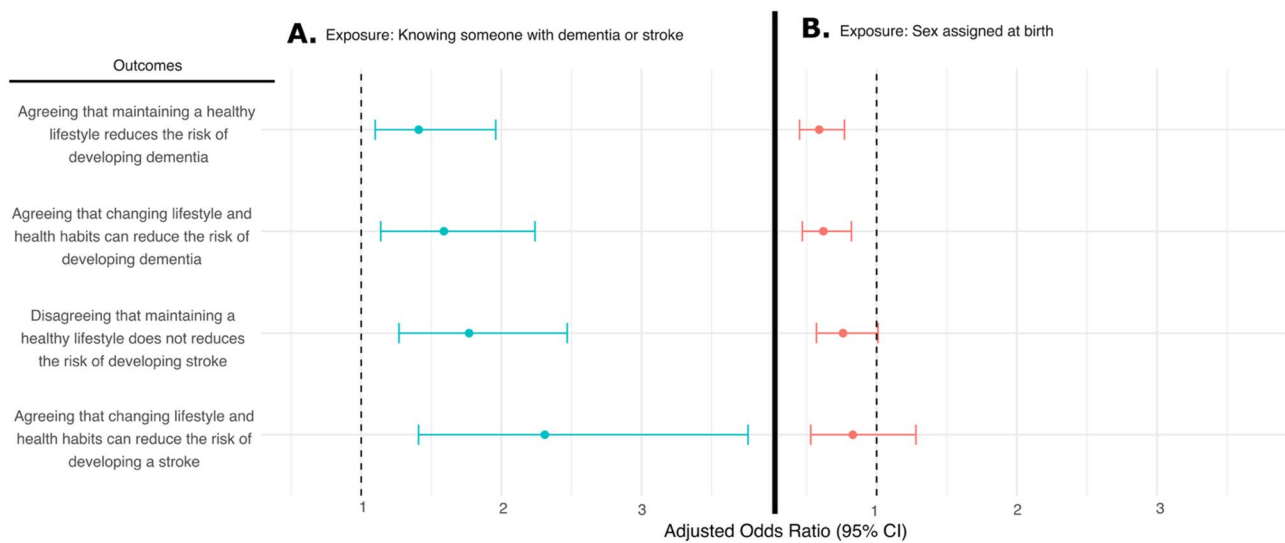 A. Exposure: Knowing someone with dementia or stroke
B. Exposure: Sex assigned at birth
Outcomes
Agreeing that maintaining a healthy
lifestyle reduces the risk of
developing dementia
Agreeing that changing lifestyle and
health habits can reduce the risk of
developing dementia
Disagreeing that maintaining a
healthy lifestyle does not reduces
the risk of developing stroke
Agreeing that changing lifestyle and
health habits can reduce the risk of
developing a stroke
1 2 3
1 2 3
Adjusted Odds Ratio (95% CI)